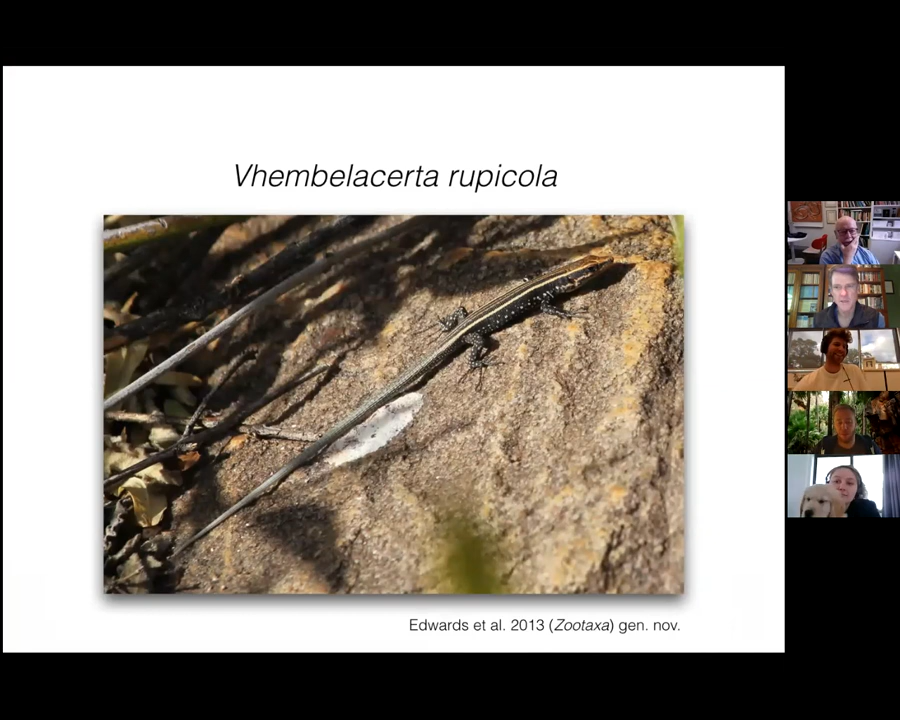 Vhembelacerta rupicola
Edwards et al. 2013 (Zootaxa) gen. nov.